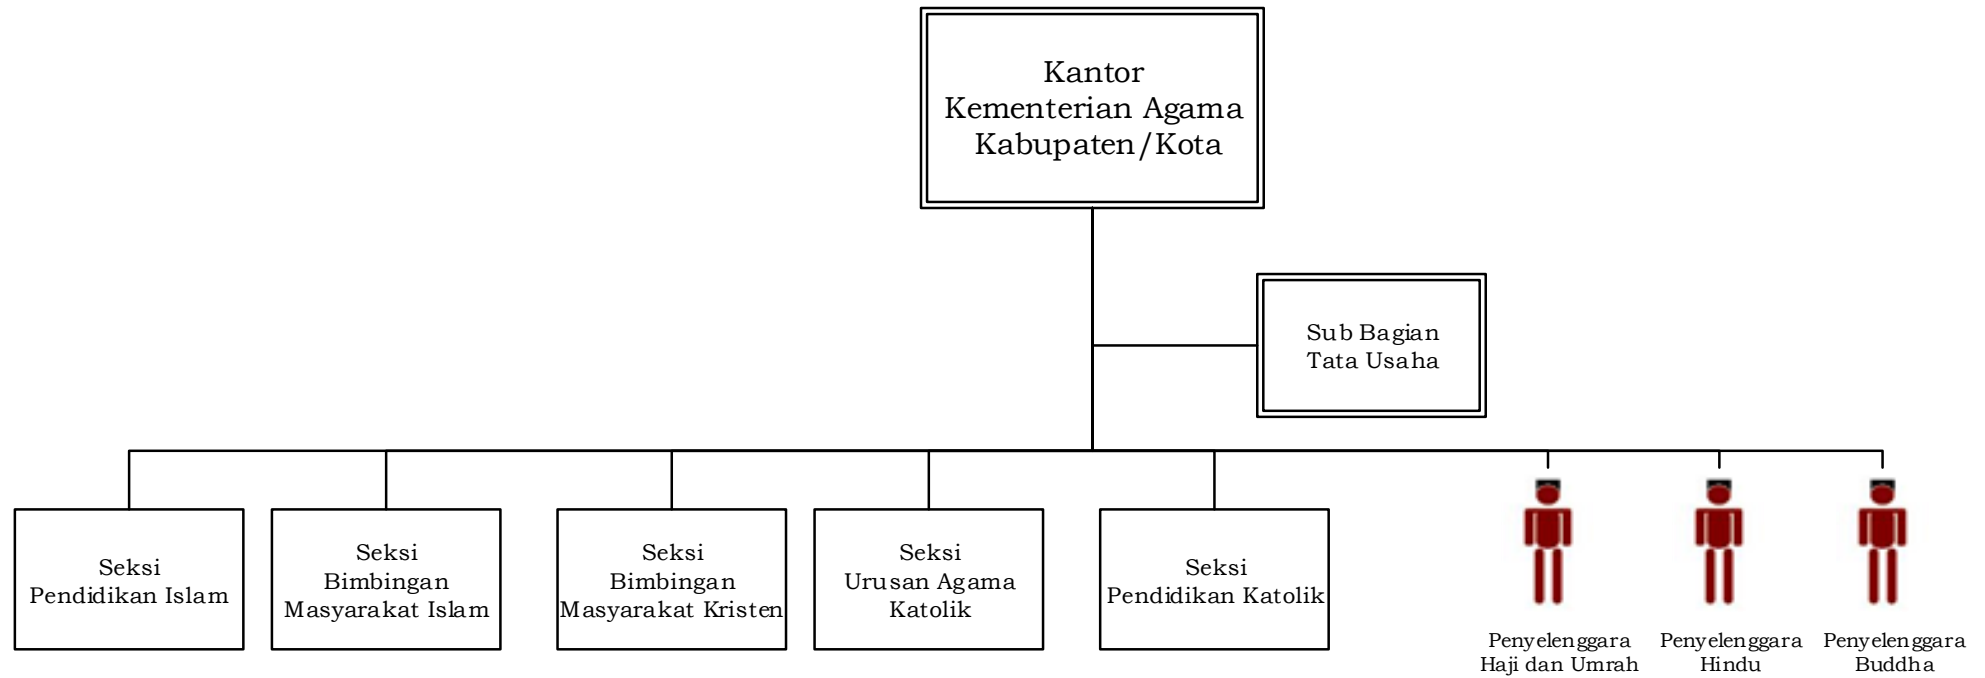 Kantor
Kementerian Agama
Kabupaten/Kota
Sub Bagian
Tata Usaha
Seksi
Pendidikan Islam
Seksi
Bimbingan
Masyarakat Islam
Seksi
Bimbingan
Masyarakat Kristen
Seksi
Urusan Agama
Katolik
Seksi
Pendidikan Katolik
Penyelenggara
Haji dan Umrah
Penyelenggara
Hindu
Penyelenggara
Buddha